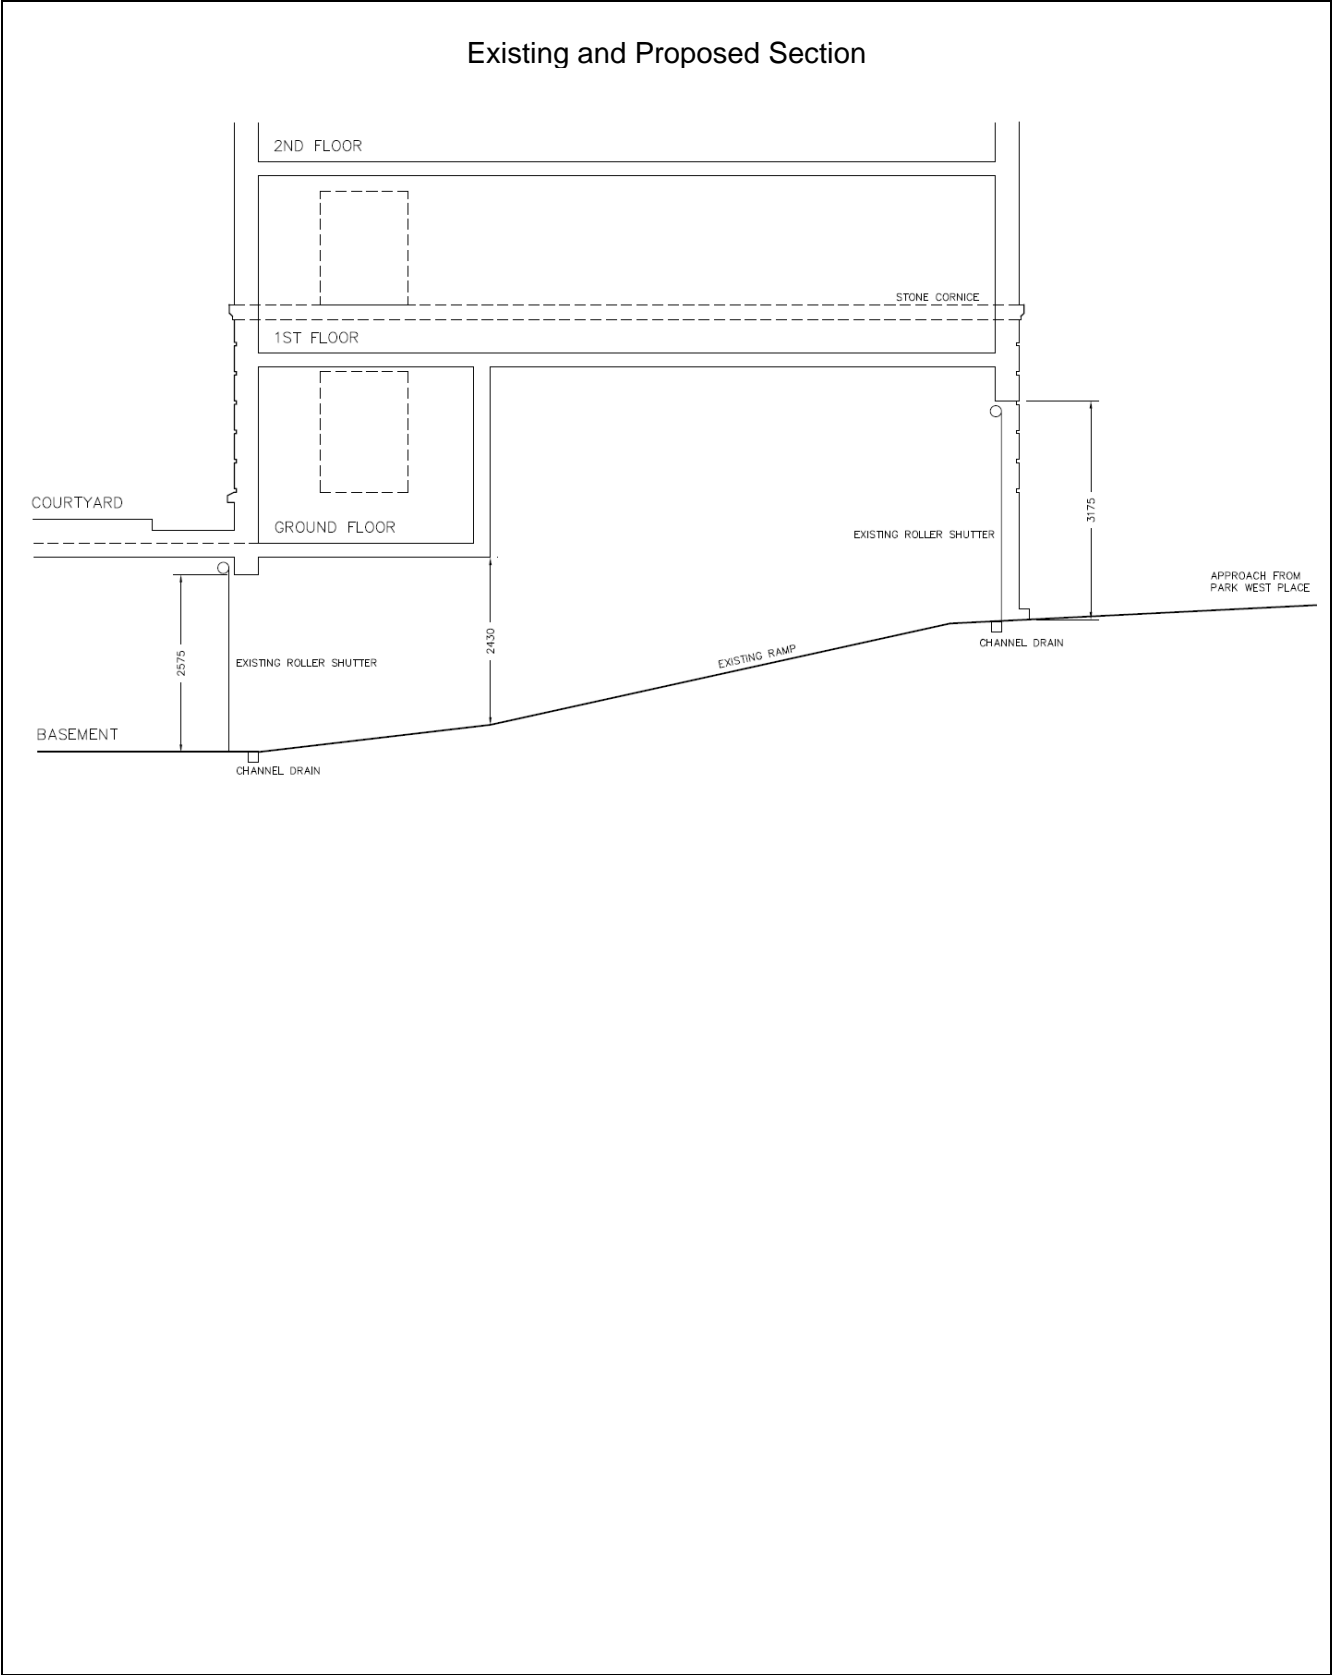 Existing and Proposed Section
2ND FLOOR
STONE CORNICE
1ST FLOOR
COURTYARD
GROUND FLOOR
3175
EXISTING ROLLER SHUTTER
APPROACH FROM
PARK WEST PLACE
2430
CHANNEL DRAIN
EXISTING RAMP
2575
EXISTING ROLLER SHUTTER
BASEMENT
CHANNEL DRAIN